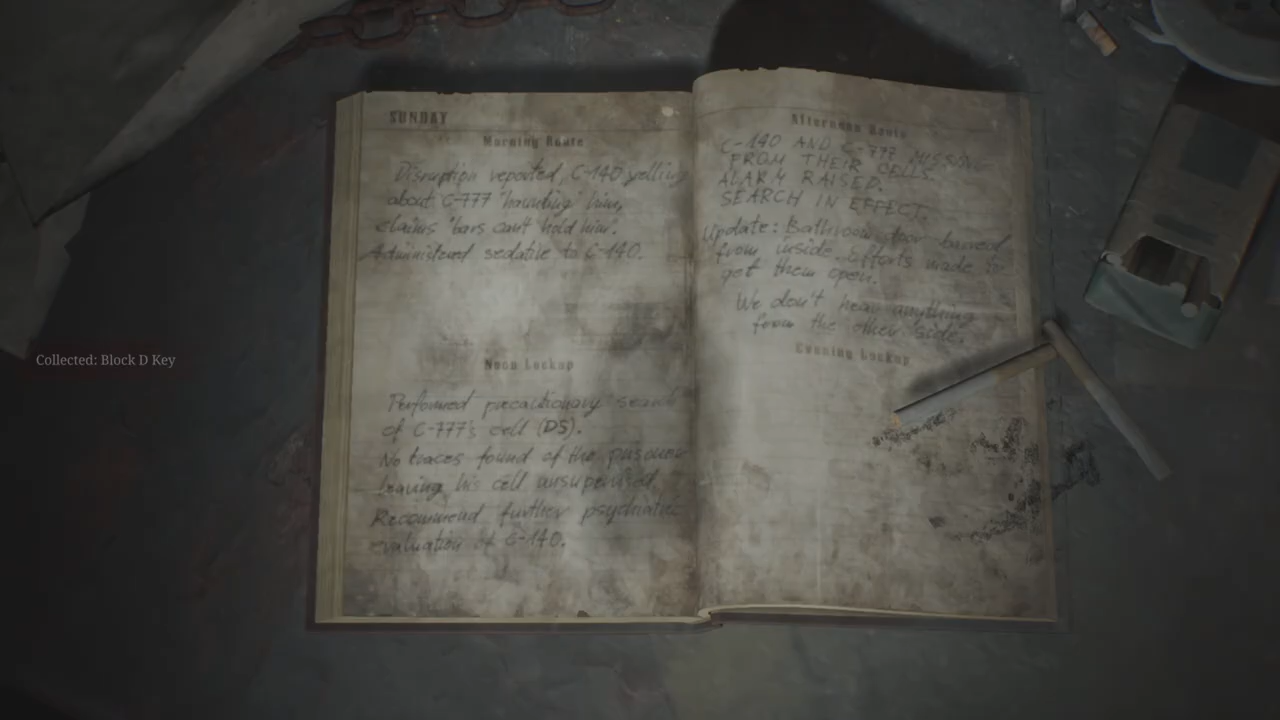 SUNDAY
Morning Route
Disruption reported, C-140 yelling
about C-777 'haunting' him,
claims 'bars can't hold him'.
Administered sedative to C-140.
Noon Lockup
Performed precautionary search
of C-777's cell (D5).
No traces found of the prisoner
leaving his cell unsupervised.
Recommend further psychiatric
evaluation of C-140.
Afternoon Route
C-140 AND C-777 MISSING
FROM THEIR CELLS.
ALARM RAISED.
SEARCH IN EFFECT.
Update: Bathroom door barred
from inside. Efforts made to
get them open.
We don't hear anything
from the other side.
Evening Lockup
Collected: Block D Key